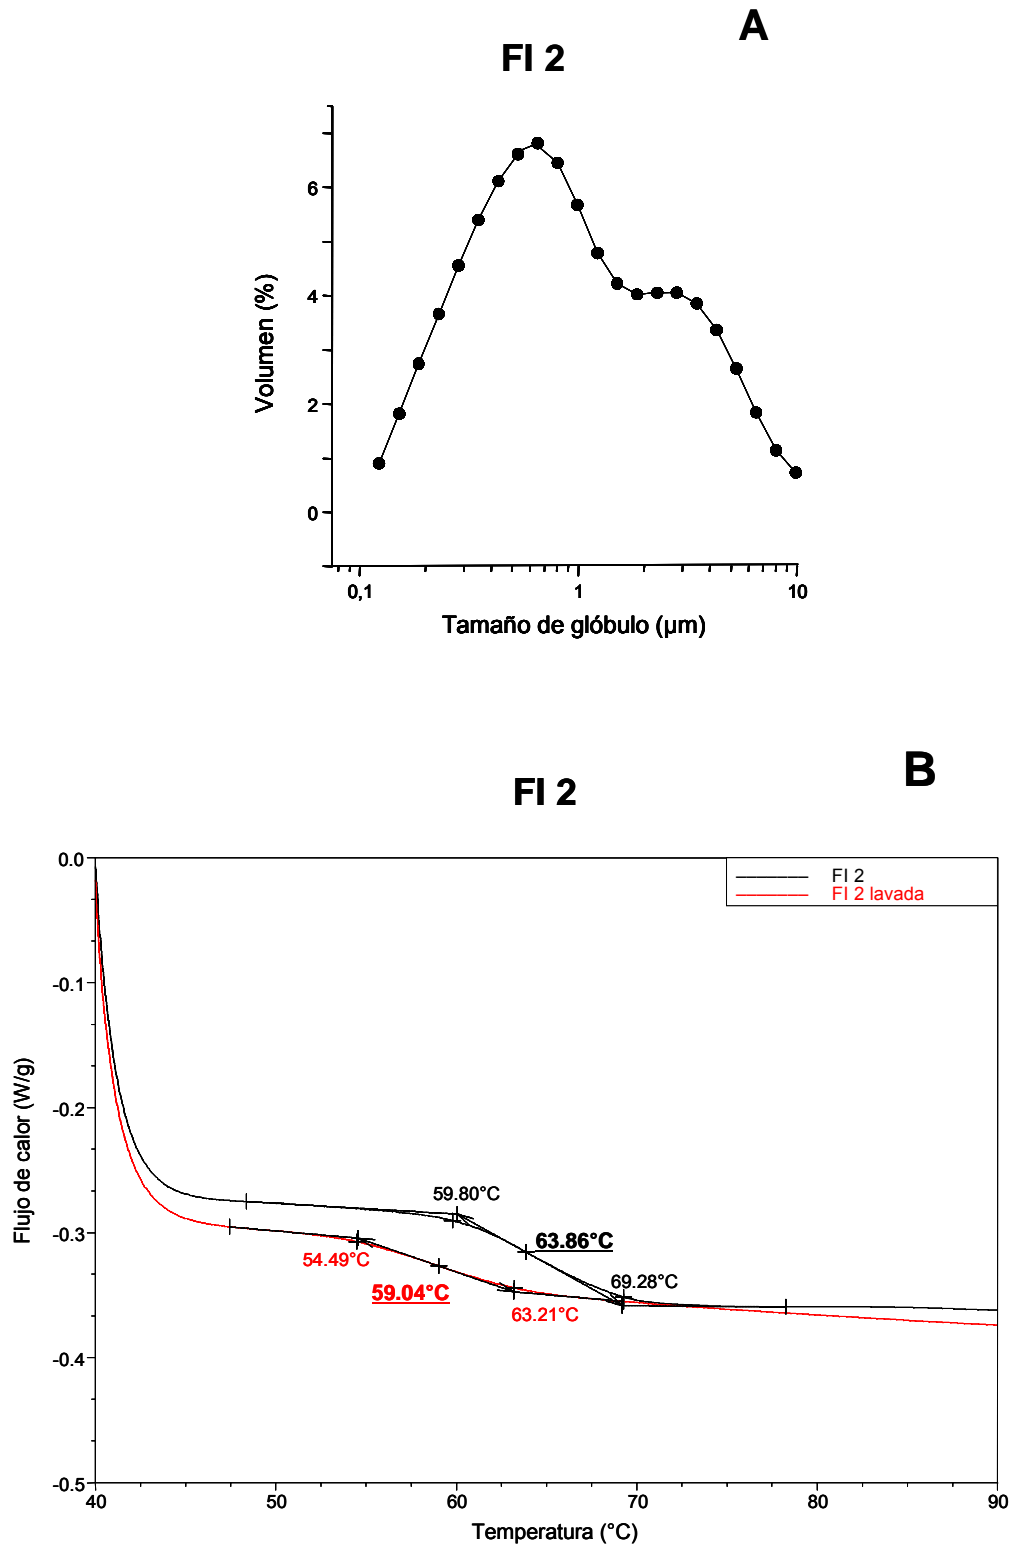 A
FI 2
6
4
2
0
Volumen (%)
0,1
1
10
Tamaño de glóbulo (µm)
B
FI 2
0.0
-0.1
-0.2
-0.3
-0.4
-0.5
Flujo de calor (W/g)
FI 2
FI 2 lavada
59.80°C
63.86°C
54.49°C
59.04°C
69.28°C
63.21°C
40
50
60
70
80
90
Temperatura (°C)